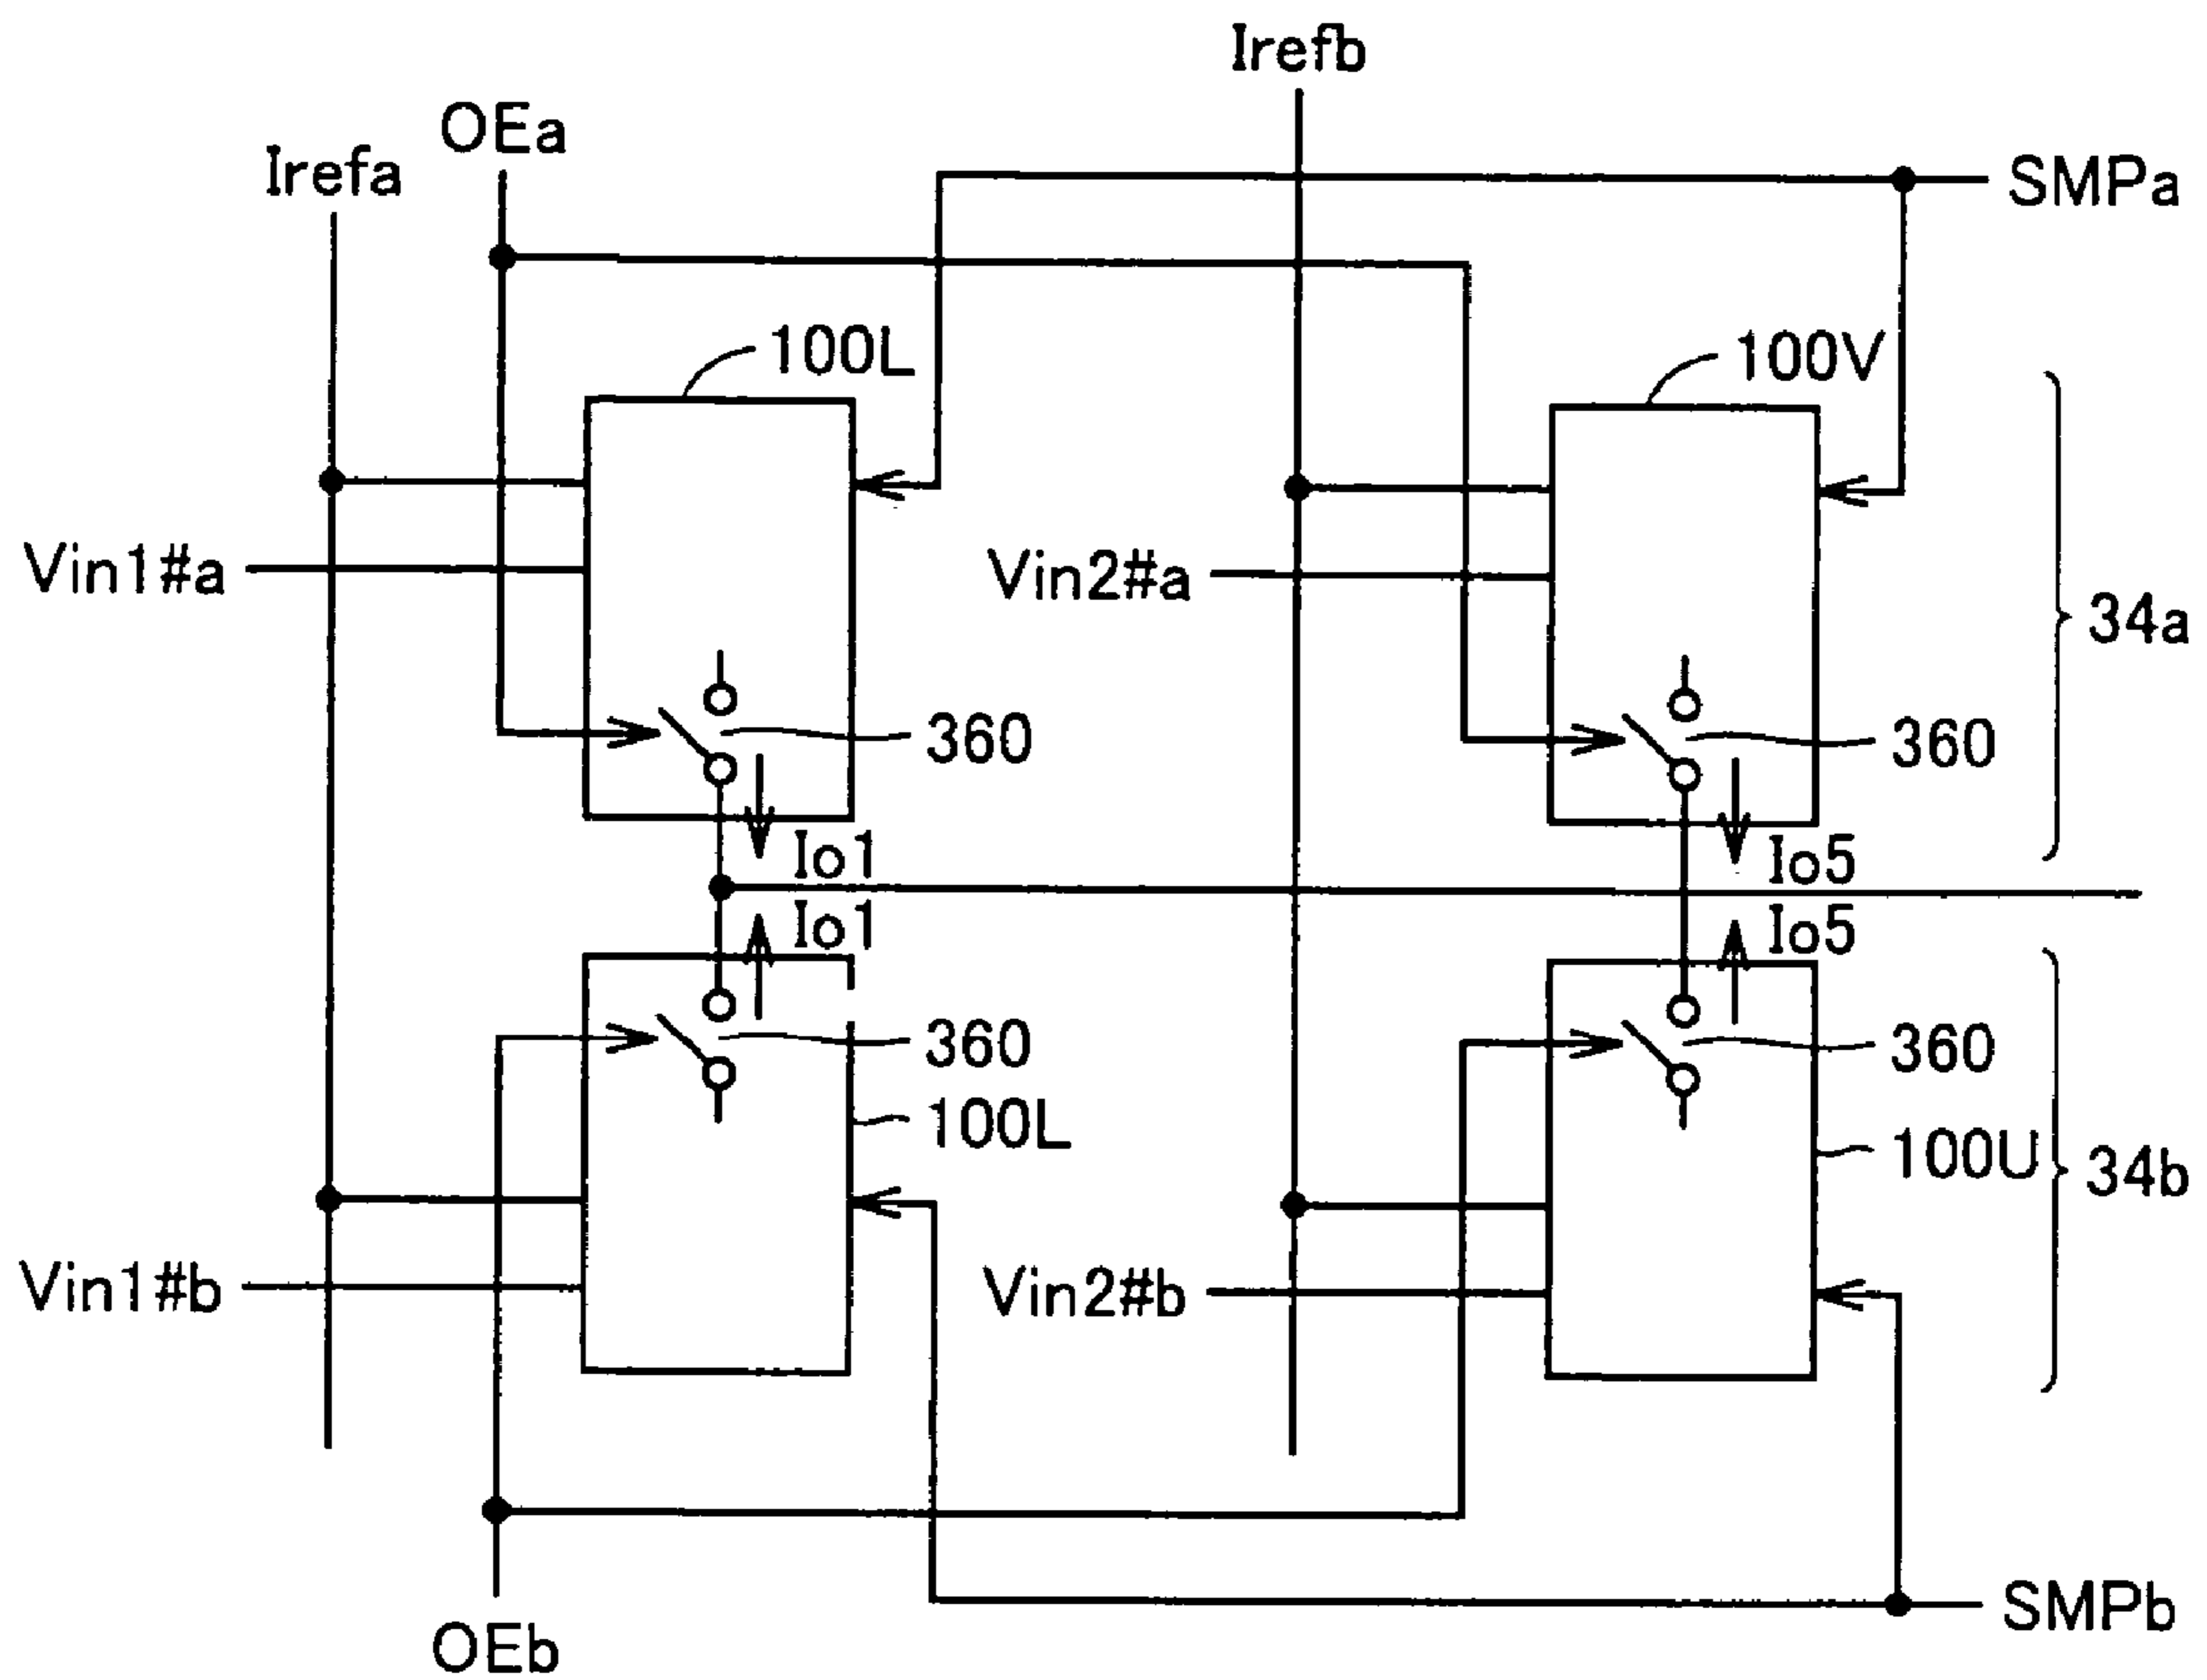 Irefb
OEa
Irefa
SMPa
100L
100V
Vin1#a
Vin2#a
34a
360
360
Io1
Io5
Io1
Io5
360
360
100L
100U
34b
Vin1#b
Vin2#b
SMPb
OEb